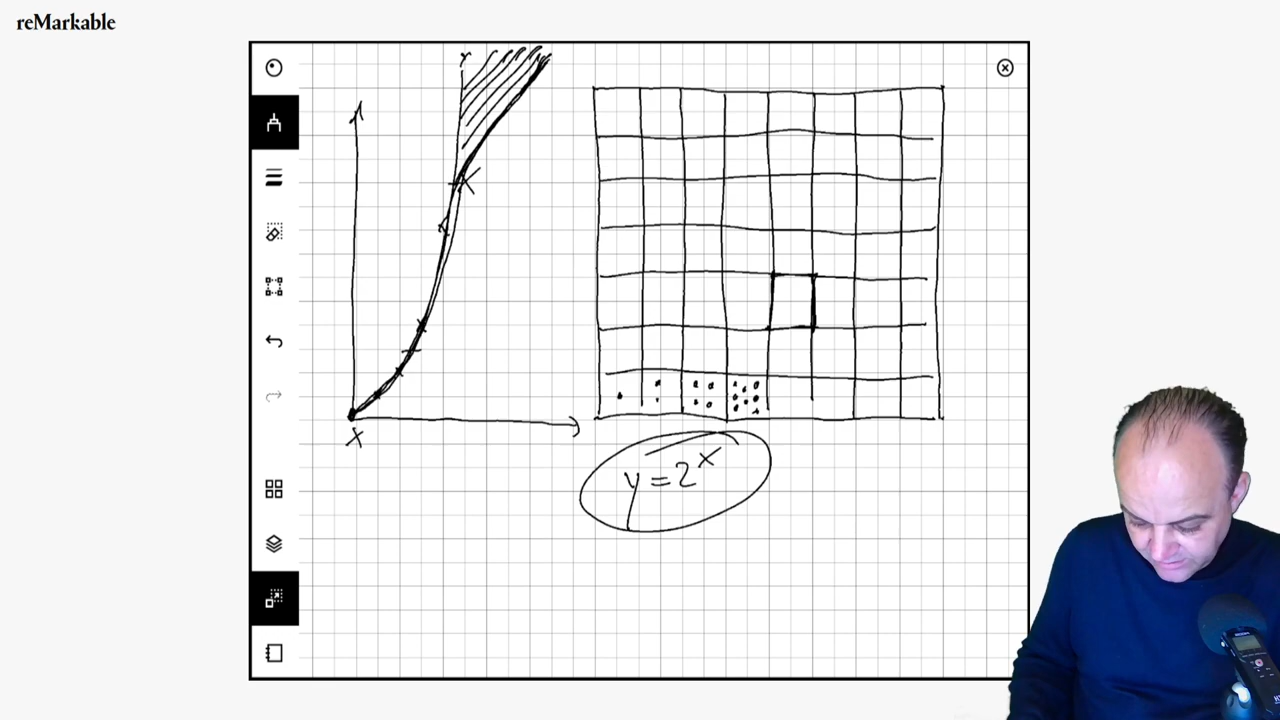 reMarkable
x
y = 2^x